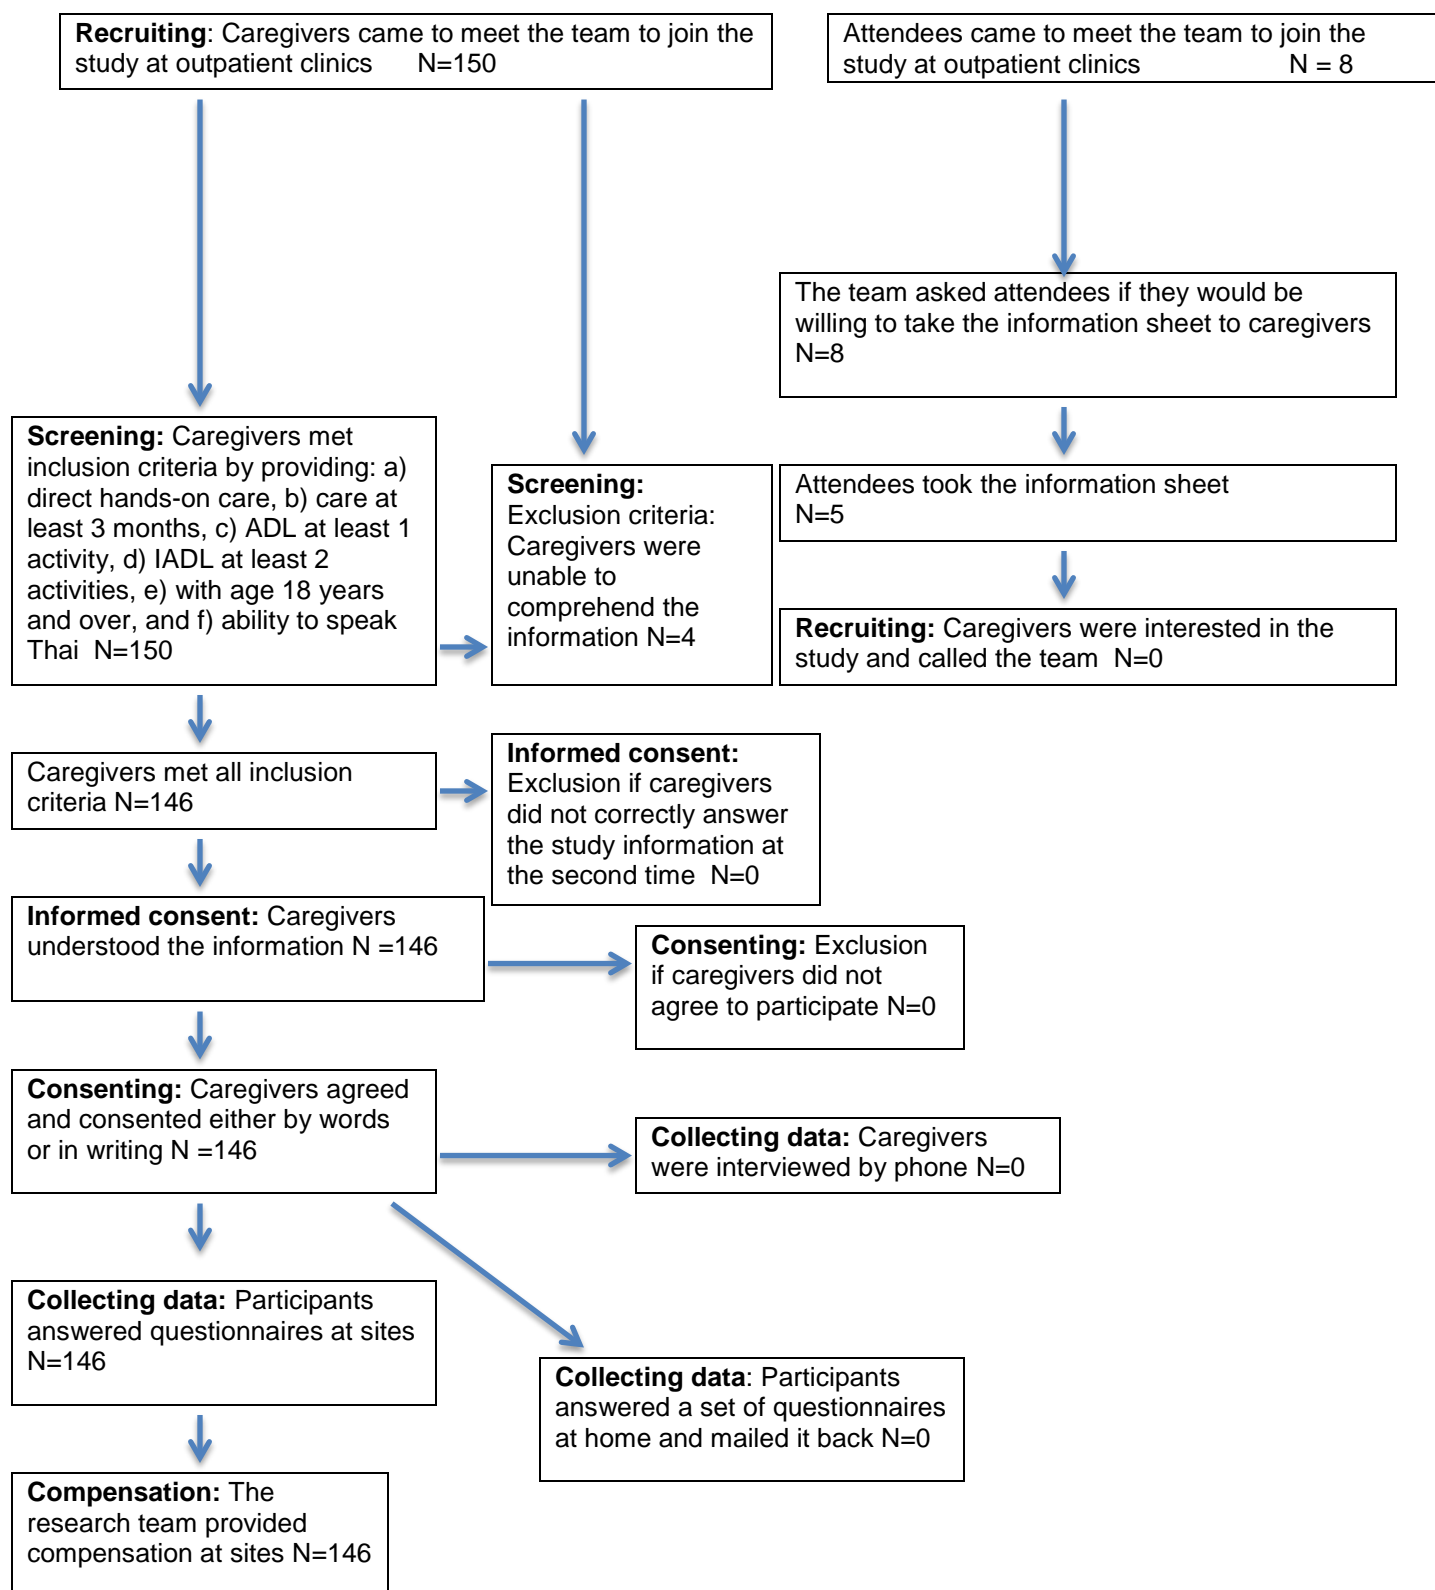 Recruiting: Caregivers came to meet the team to join the
study at outpatient clinics N=150
Attendees came to meet the team to join the
study at outpatient clinics N = 8
The team asked attendees if they would be
willing to take the information sheet to caregivers
N=8
Screening: Caregivers met
inclusion criteria by providing: a)
direct hands-on care, b) care at
least 3 months, c) ADL at least 1
activity, d) IADL at least 2
activities, e) with age 18 years
and over, and f) ability to speak
Thai N=150
Screening:
Exclusion criteria:
Caregivers were
unable to
comprehend the
information N=4
Attendees took the information sheet
N=5
Recruiting: Caregivers were interested in the
study and called the team N=0
Caregivers met all inclusion
criteria N=146
Informed consent:
Exclusion if caregivers
did not correctly answer
the study information at
the second time N=0
Informed consent: Caregivers
understood the information N =146
Consenting: Exclusion
if caregivers did not
agree to participate N=0
Consenting: Caregivers agreed
and consented either by words
or in writing N =146
Collecting data: Caregivers
were interviewed by phone N=0
Collecting data: Participants
answered questionnaires at sites
N=146
Collecting data: Participants
answered a set of questionnaires
at home and mailed it back N=0
Compensation: The
research team provided
compensation at sites N=146